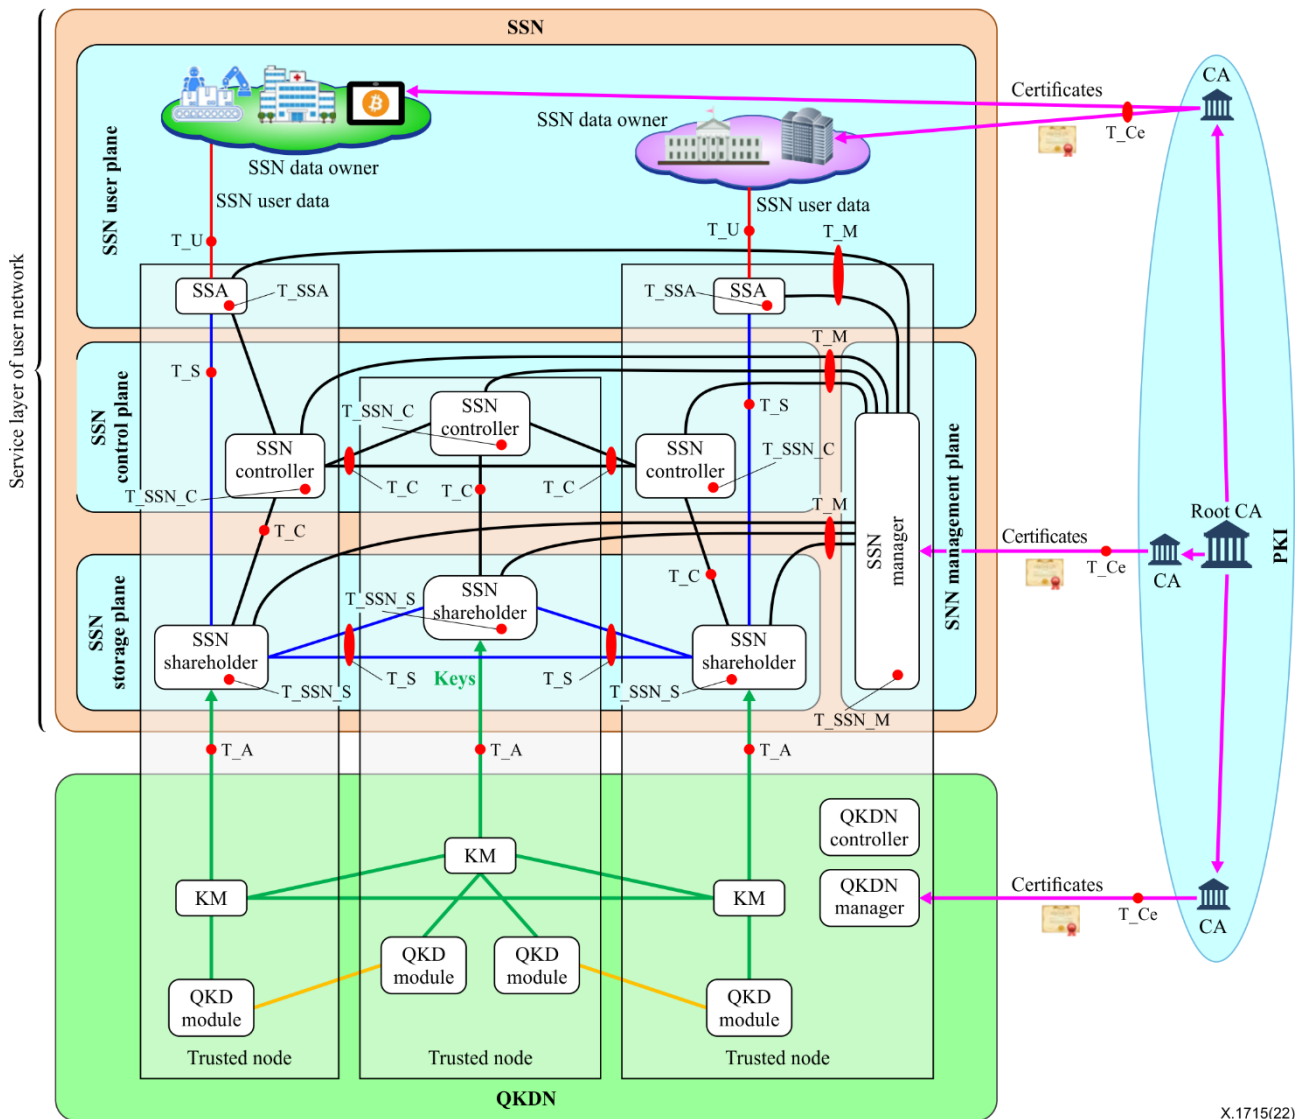 SSN
CA
Certificates
T_Ce
SSN data owner
SSN data owner
SSN user plane
SSN user data
SSN user data
T_U
T_U
T_M
SSA
T_SSA
T_SSA
SSA
Service layer of user network
T_S
T_M
SSN
control plane
SSN
controller
T_SSN_C
T_S
SSN
controller
SSN
controller
T_SSN_C
T_SSN_C
T_C
T_C
T_C
T_M
T_C
SSN
manager
SNN management plane
Root CA
PKI
Certificates
T_Ce
CA
SSN
storage plane
T_C
T_SSN_S
SSN
shareholder
SSN
shareholder
SSN
shareholder
T_SSN_S
T_S
Keys
T_S
T_SSN_S
T_SSN_M
T_A
T_A
T_A
QKDN
controller
KM
KM
KM
QKDN
manager
Certificates
T_Ce
CA
QKD
module
QKD
module
QKD
module
QKD
module
Trusted node
Trusted node
Trusted node
QKDN
X.1715(22)